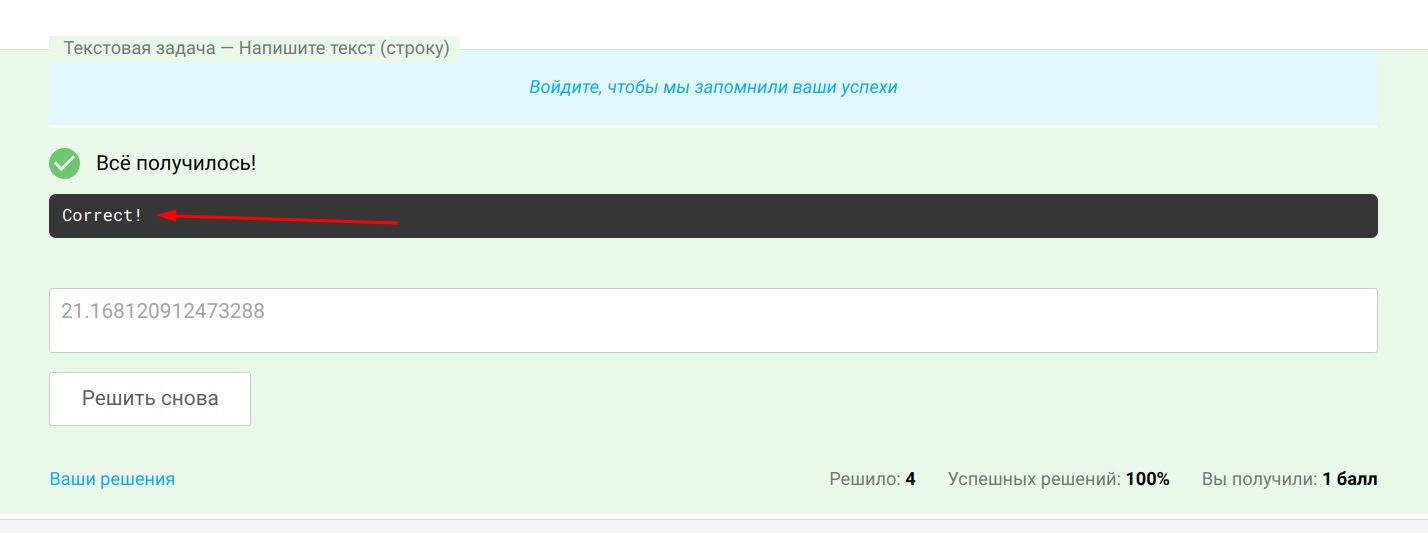 Текстовая задача — Напишите текст (строку)
Войдите, чтобы мы запомнили ваши успехи
Всё получилось!
Correct!
21.168120912473288
Решить снова
Ваши решения Решило: 4 Успешных решений: 100% Вы получили: 1 балл